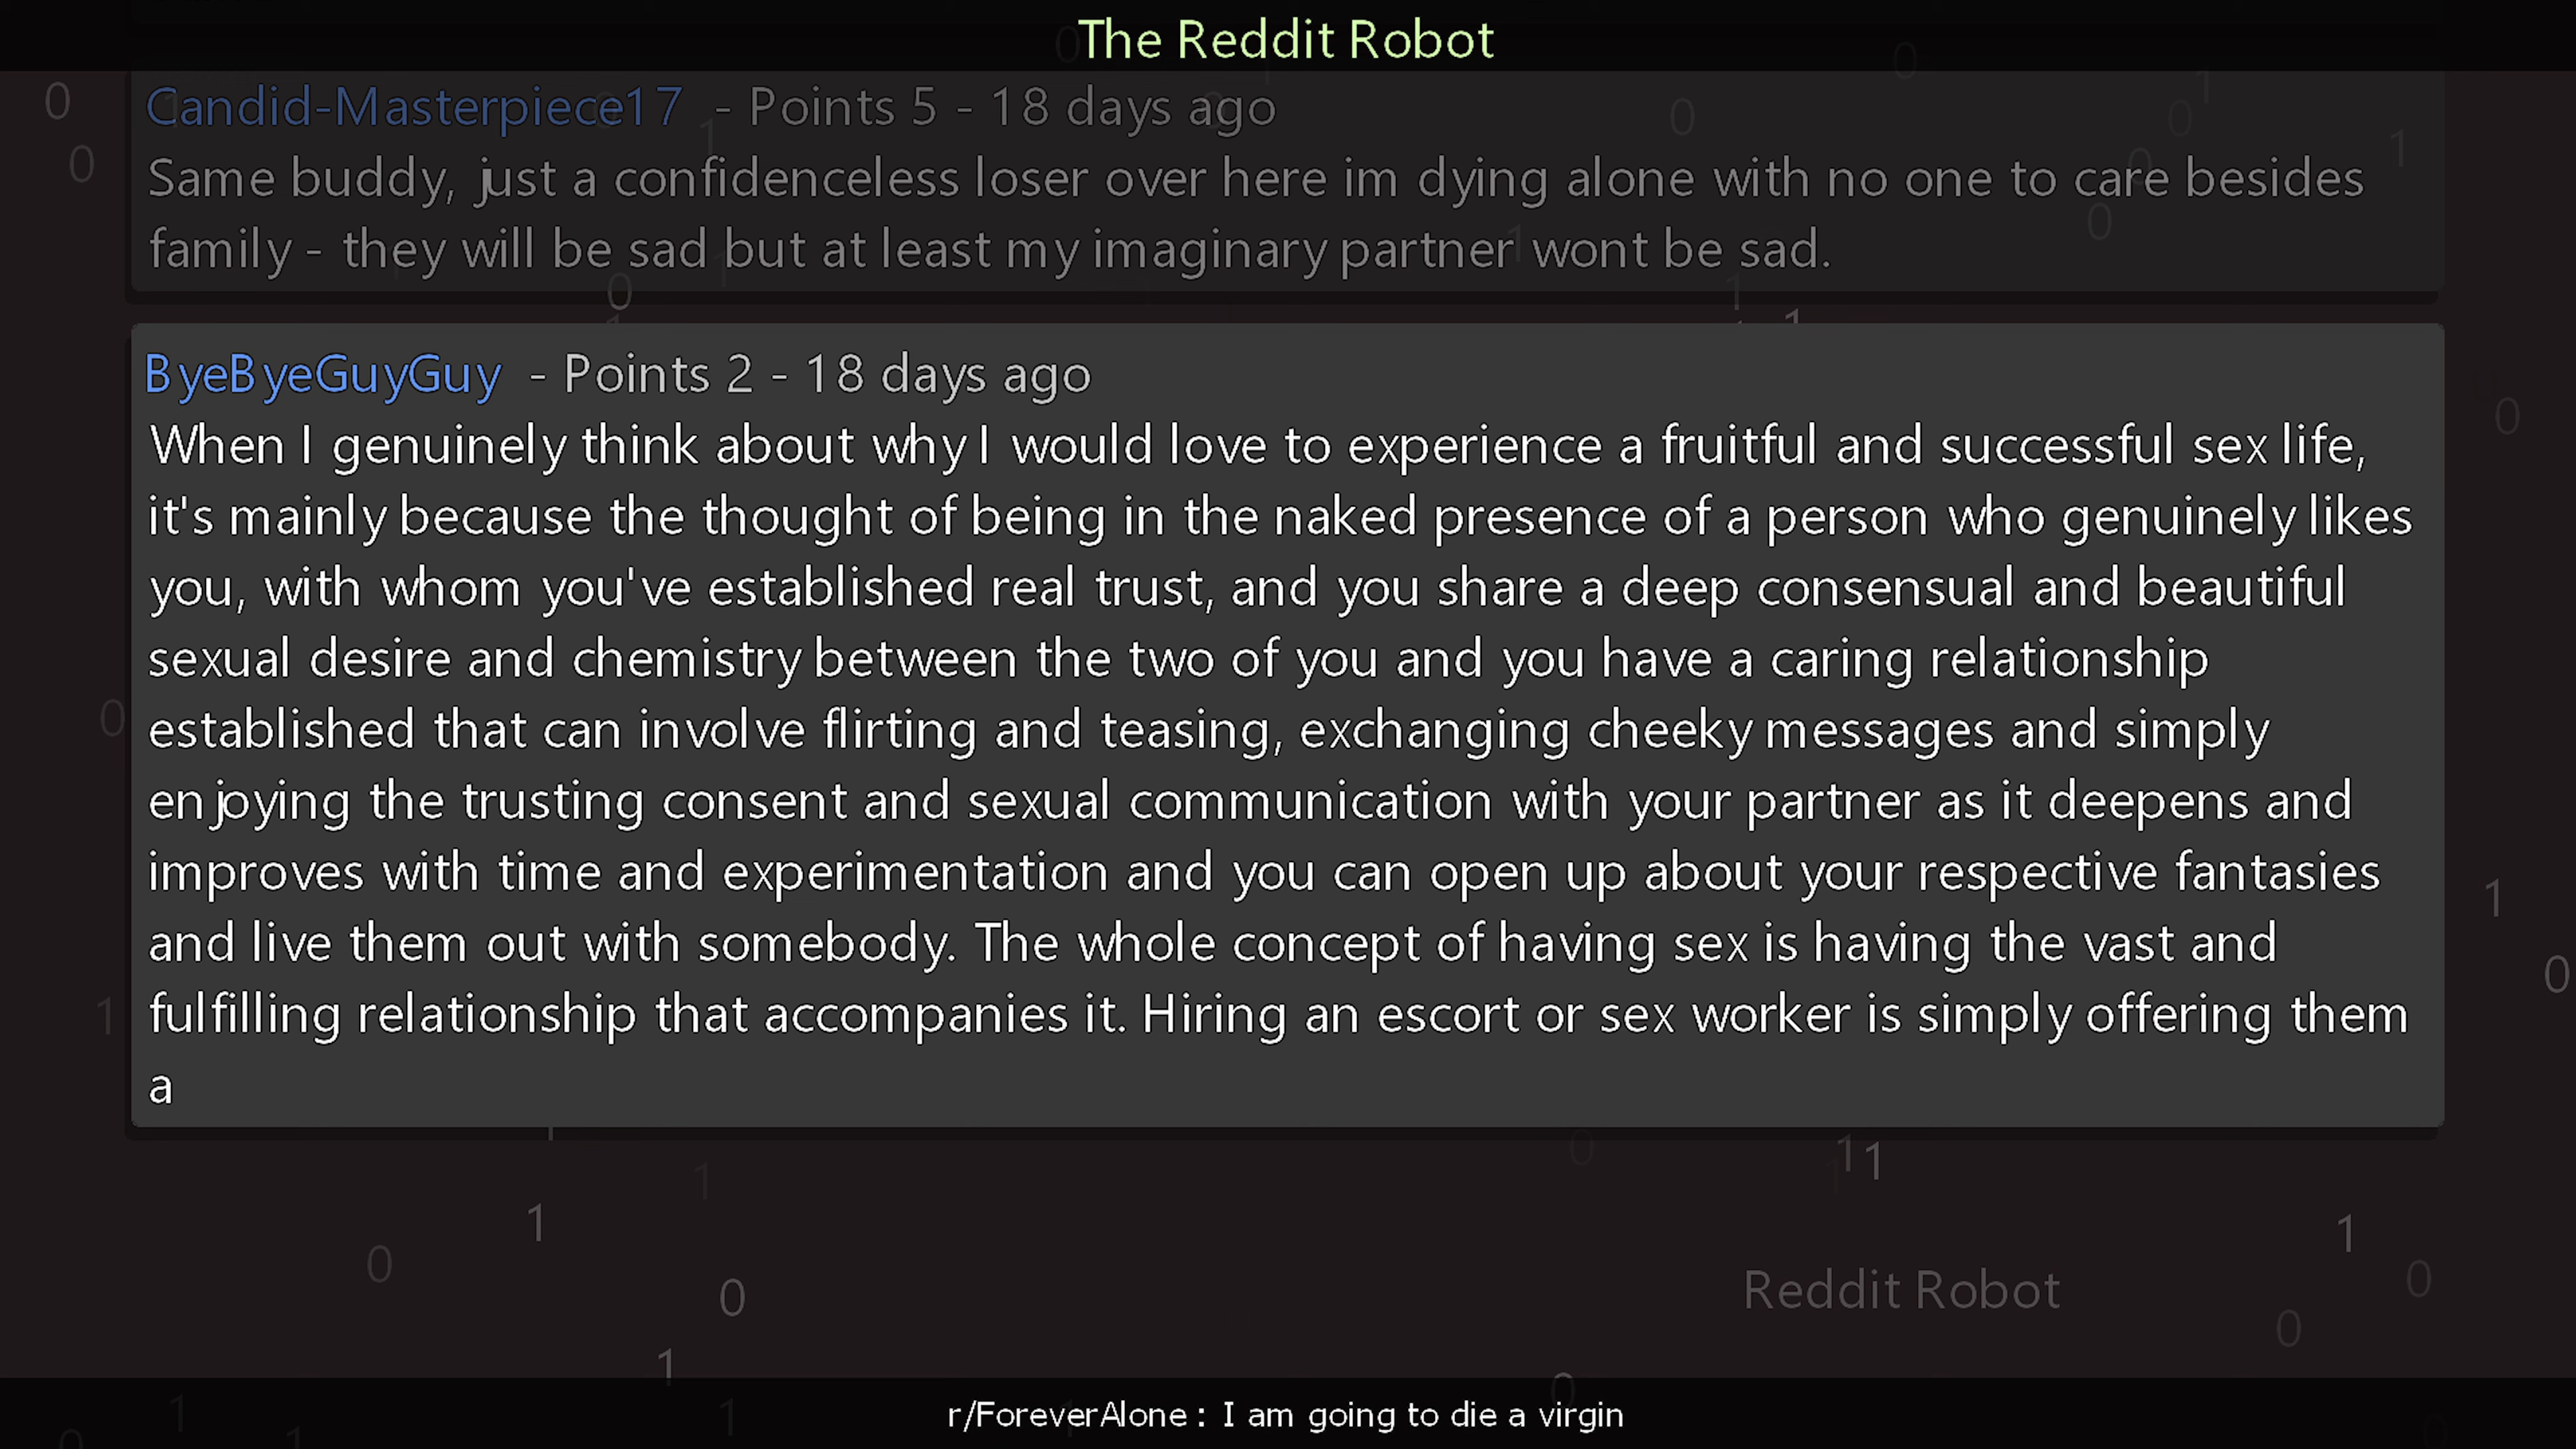 The Reddit Robot
Candid-Masterpiece17 - Points 5 - 18 days ago
Same buddy, just a confidenceless loser over here im dying alone with no one to care besides
family - they will be sad but at least my imaginary partner wont be sad.
ByeByeGuyGuy - Points 2 - 18 days ago
When I genuinely think about why I would love to experience a fruitful and successful sex life,
it's mainly because the thought of being in the naked presence of a person who genuinely likes
you, with whom you've established real trust, and you share a deep consensual and beautiful
sexual desire and chemistry between the two of you and you have a caring relationship
established that can involve flirting and teasing, exchanging cheeky messages and simply
enjoying the trusting consent and sexual communication with your partner as it deepens and
improves with time and experimentation and you can open up about your respective fantasies
and live them out with somebody. The whole concept of having sex is having the vast and
fulfilling relationship that accompanies it. Hiring an escort or sex worker is simply offering them
a
Reddit Robot
r/ForeverAlone : I am going to die a virgin